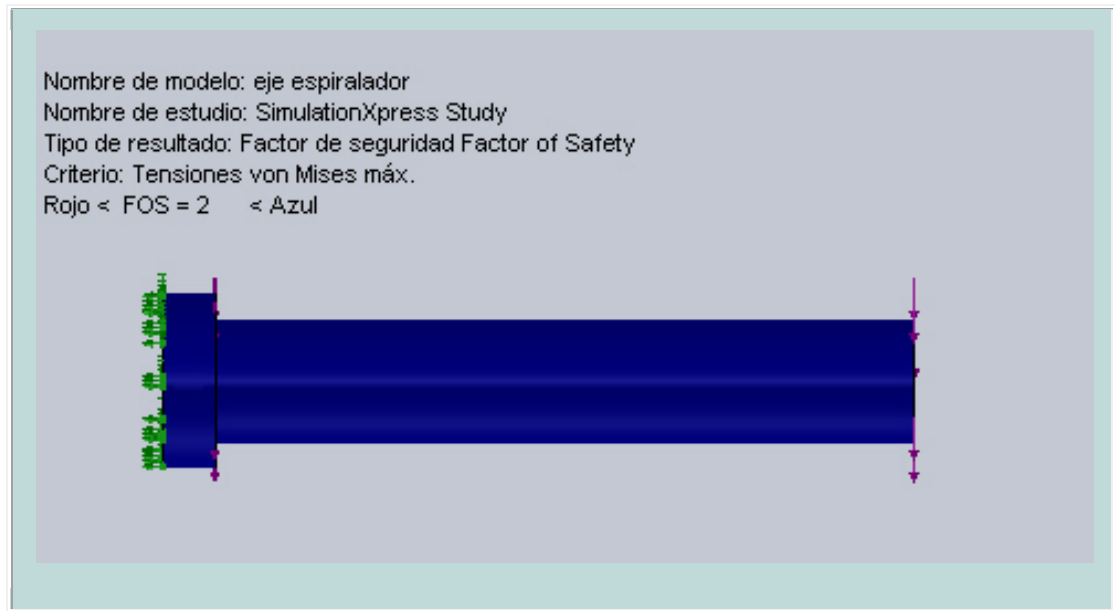 Nombre de modelo: eje espiralador
Nombre de estudio: SimulationXpress Study
Tipo de resultado: Factor de seguridad Factor of Safety
Criterio: Tensiones von Mises máx.
Rojo < FOS = 2 < Azul